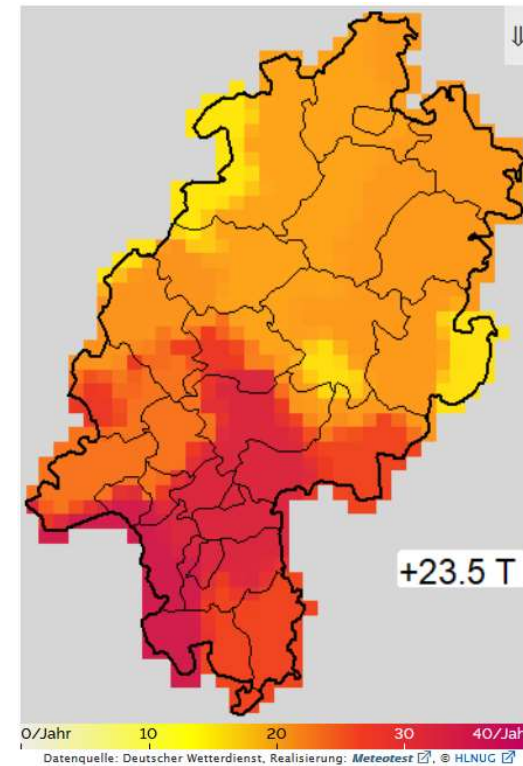 ⇓
+23.5 T
0/Jahr 10 20 30 40/Jah
Datenquelle: Deutscher Wetterdienst, Realisierung: Meteotest, © HLNUG